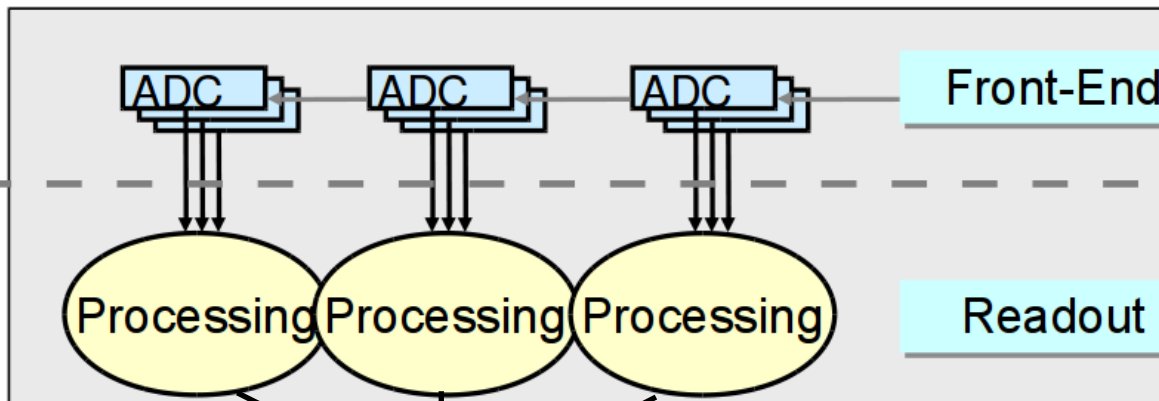 ADC ADC ADC Front-End
Processing Processing Processing Readout